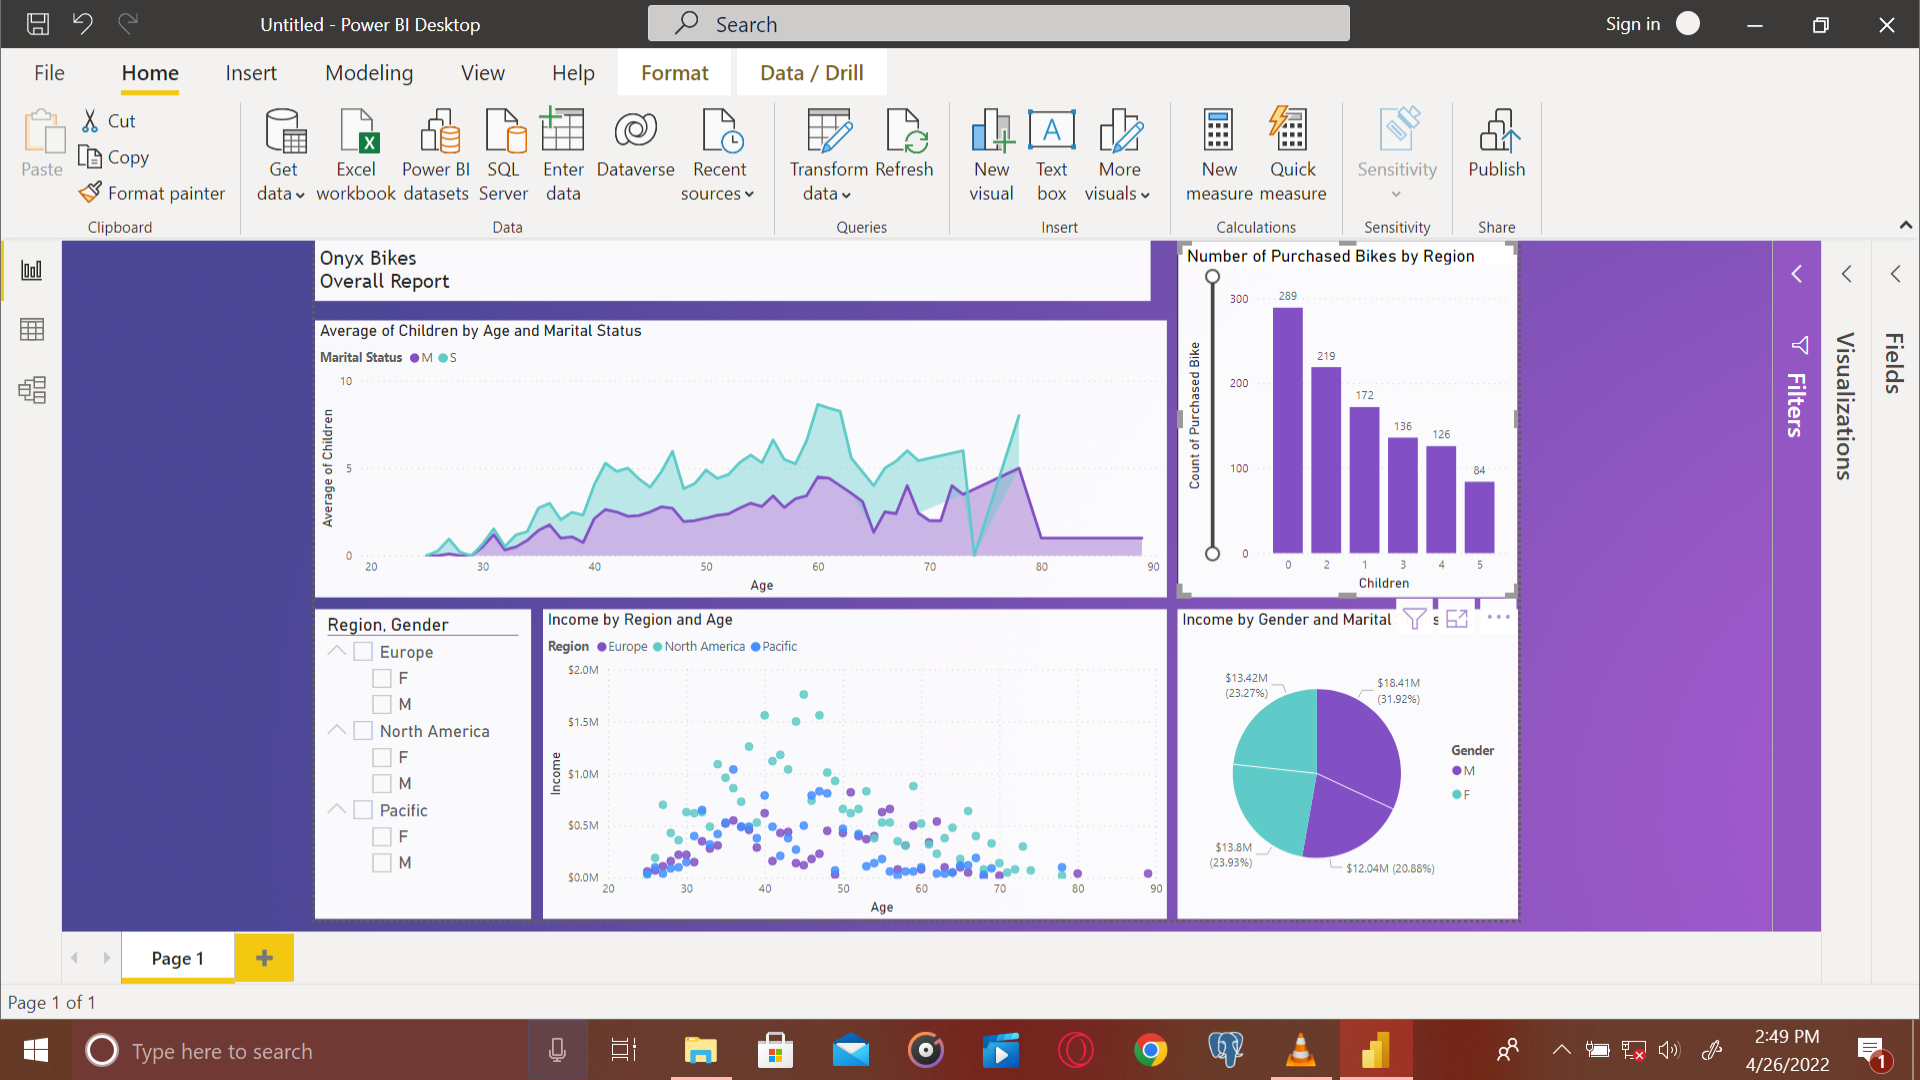 Untitled - Power BI Desktop
Search
Sign in
File
Home
Insert
Modeling
View
Help
Format
Data / Drill
Paste
Cut
Copy
Format painter
Clipboard
Get data
Excel workbook
Power BI datasets
SQL Server
Enter data
Dataverse
Recent sources
Data
Transform data
Refresh
Queries
New visual
Text box
More visuals
Insert
New measure
Quick measure
Calculations
Sensitivity
Sensitivity
Publish
Share
Onyx Bikes
Overall Report
Average of Children by Age and Marital Status
Marital Status M S
Average of Children
10
5
0
20 30 40 50 60 70 80 90
Age
Number of Purchased Bikes by Region
Count of Purchased Bike
300
200
100
0
289
219
172
136
126
84
0 2 1 3 4 5
Children
Region, Gender
Europe
F
M
North America
F
M
Pacific
F
M
Income by Region and Age
Region Europe North America Pacific
Income
$2.0M
$1.5M
$1.0M
$0.5M
$0.0M
20 30 40 50 60 70 80 90
Age
Income by Gender and Marital s
$13.42M
(23.27%)
$18.41M
(31.92%)
$13.8M
(23.93%)
$12.04M (20.88%)
Gender
M
F
Filters
Visualizations
Fields
Page 1
Page 1 of 1
Type here to search
2:49 PM
4/26/2022
1